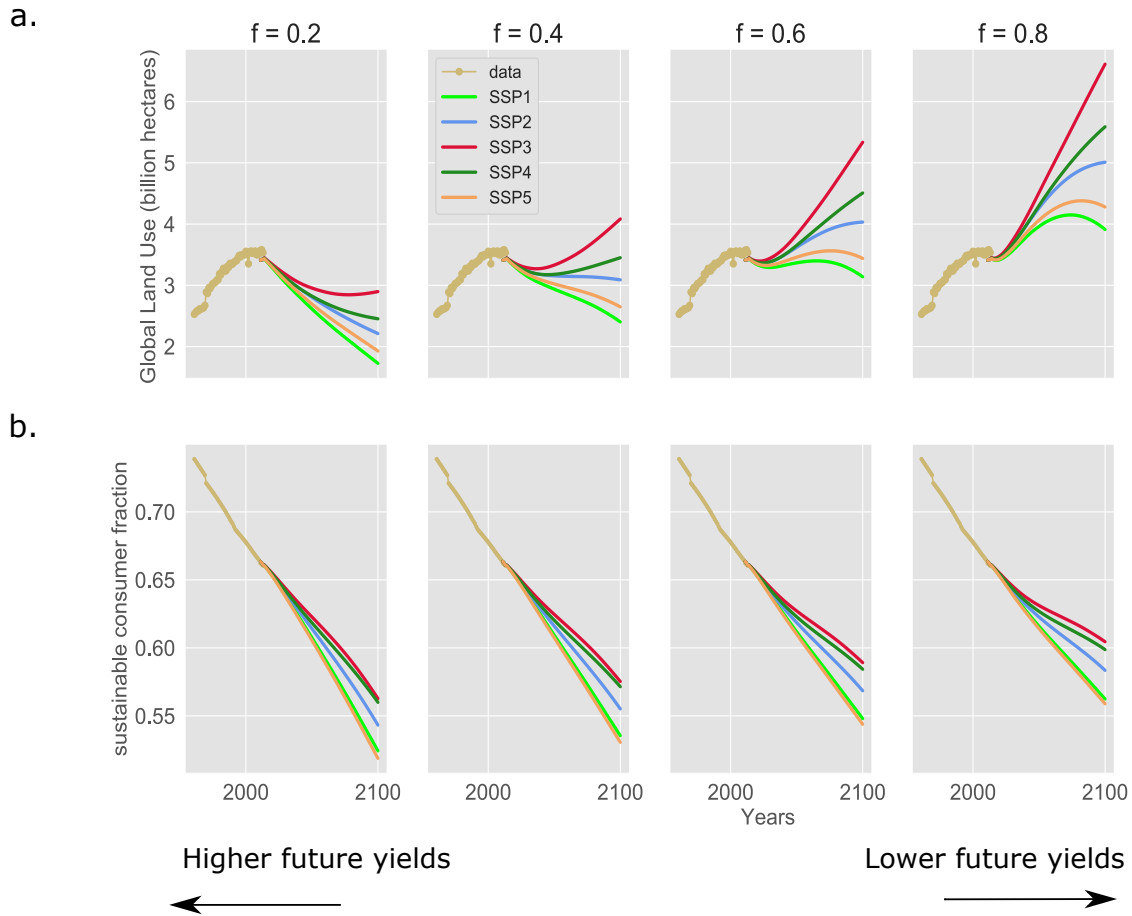 a.
f = 0.2 f = 0.4 f = 0.6 f = 0.8
Global Land Use (billion hectares)
6
5
4
3
2
data
SSP1
SSP2
SSP3
SSP4
SSP5
b.
sustainable consumer fraction
0.70
0.65
0.60
0.55
2000 2100 2000 2100 2000 2100 2000 2100
Years
Higher future yields Lower future yields